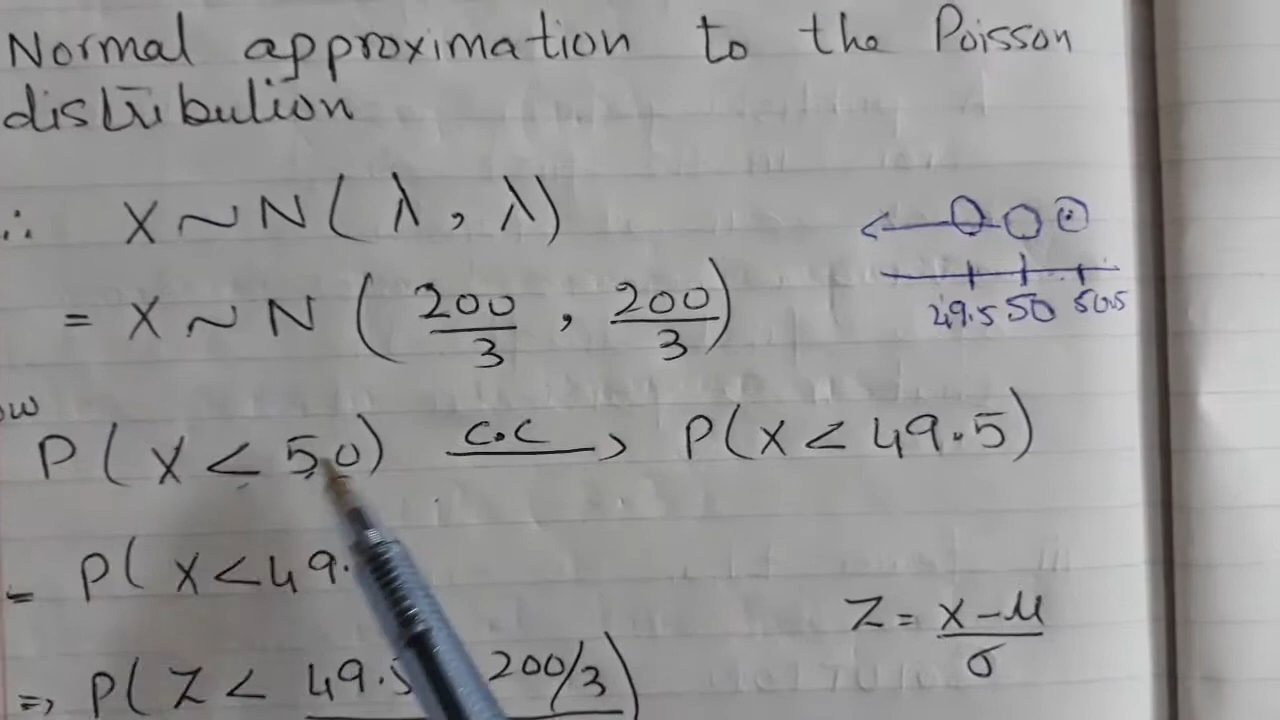 Normal approximation to the Poisson
distribution
∴ X ~ N(λ, λ)
= X ~ N(200/3, 200/3)
49.5 50 50.5
P(X < 50) C.C → P(X < 49.5)
= P(X < 49.
Z = X - μ / σ
⇒ P(Z < 49.5 200/3)